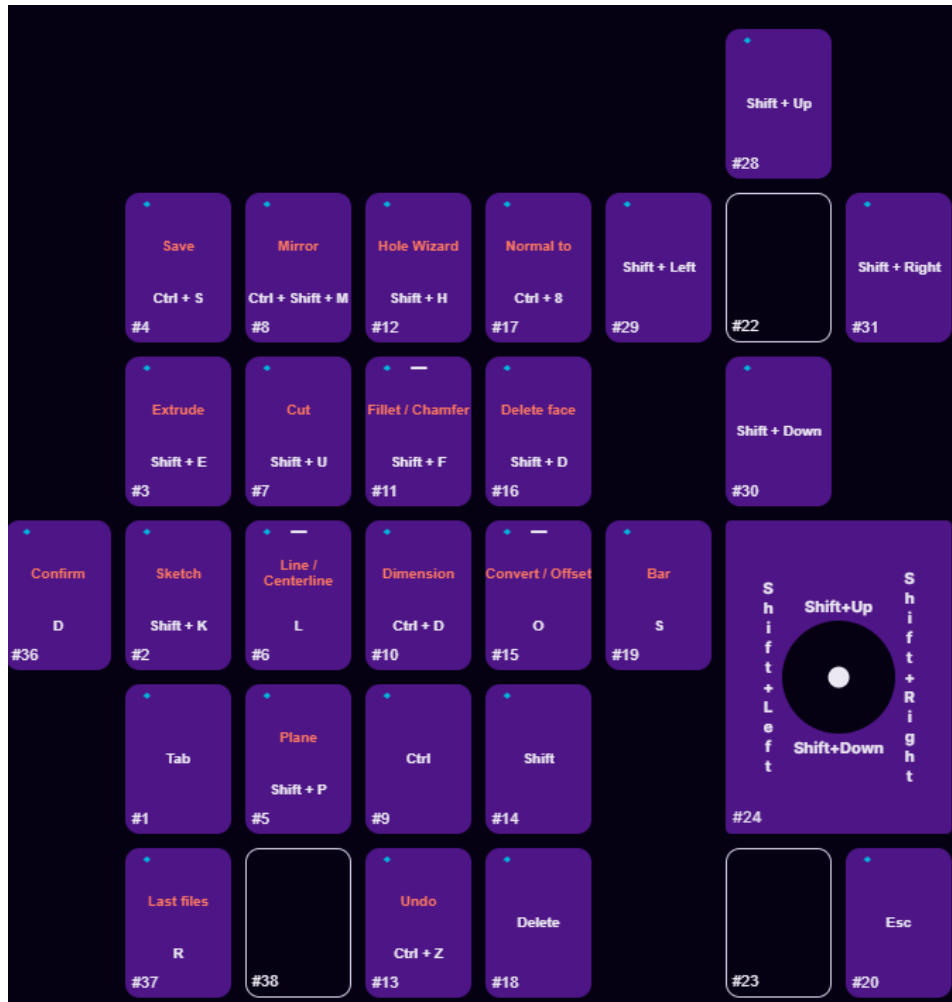 Shift + Up
#28
Save
Ctrl + S
#4
Mirror
Ctrl + Shift + M
#8
Hole Wizard
Shift + H
#12
Normal to
Ctrl + 8
#17
Shift + Left
#29
#22
Shift + Right
#31
Extrude
Shift + E
#3
Cut
Shift + U
#7
Fillet / Chamfer
Shift + F
#11
Delete face
Shift + D
#16
Shift + Down
#30
Confirm
D
#36
Sketch
Shift + K
#2
Line /
Centerline
L
#6
Dimension
Ctrl + D
#10
Convert / Offset
O
#15
Bar
S
#19
Shift+Up
Shift+Left
Shift+Right
Shift+Down
#24
Tab
#1
Plane
Shift + P
#5
Ctrl
#9
Shift
#14
Last files
R
#37
#38
Undo
Ctrl + Z
#13
Delete
#18
#23
Esc
#20